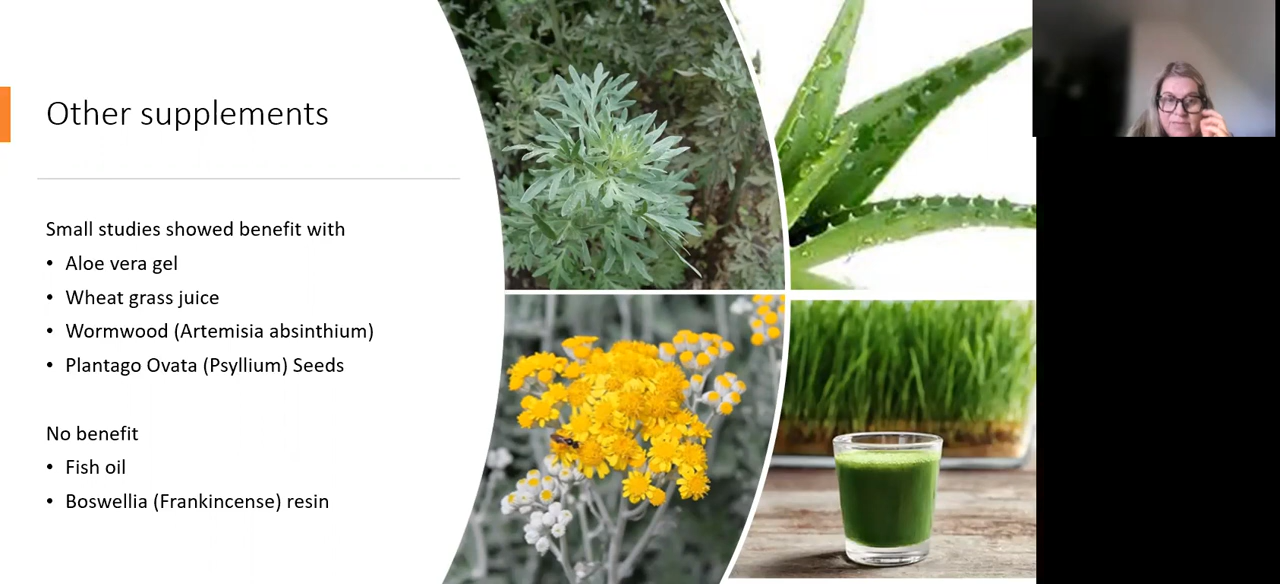 Other supplements
Small studies showed benefit with
• Aloe vera gel
• Wheat grass juice
• Wormwood (Artemisia absinthium)
• Plantago Ovata (Psyllium) Seeds
No benefit
• Fish oil
• Boswellia (Frankincense) resin